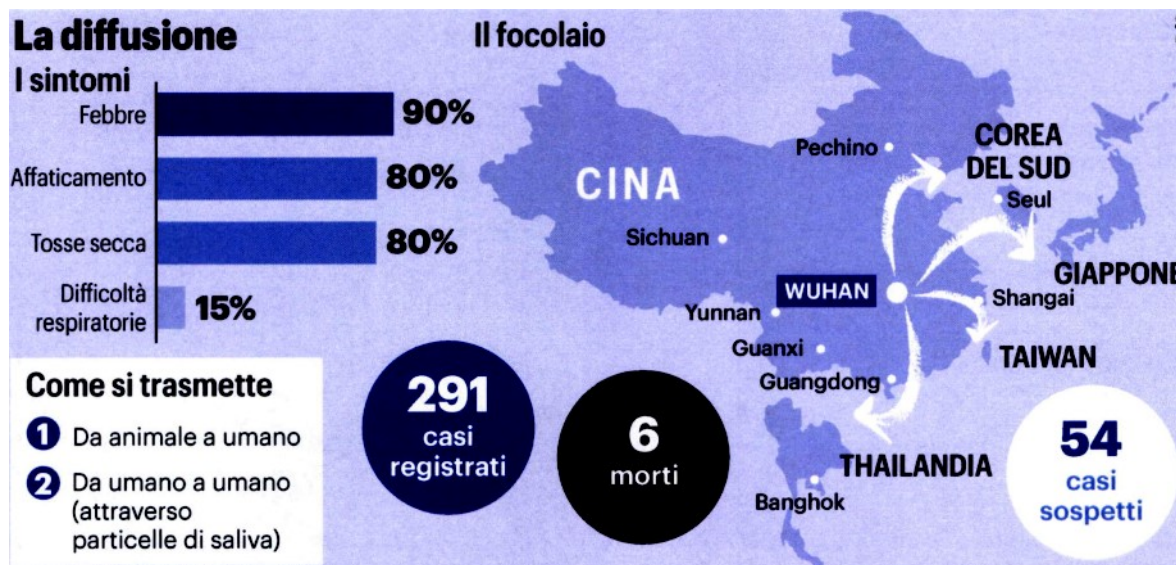 La diffusione
I sintomi
Febbre
90%
Affaticamento
80%
Tosse secca
80%
Difficoltà
respiratorie
15%
Come si trasmette
1 Da animale a umano
2 Da umano a umano
(attraverso
particelle di saliva)
Il focolaio
CINA
Pechino
COREA
DEL SUD
Seul
Sichuan
GIAPPONE
WUHAN
Shangai
Yunnan
Guanxi
TAIWAN
Guangdong
THAILANDIA
Banghok
291
casi
registrati
6
morti
54
casi
sospetti